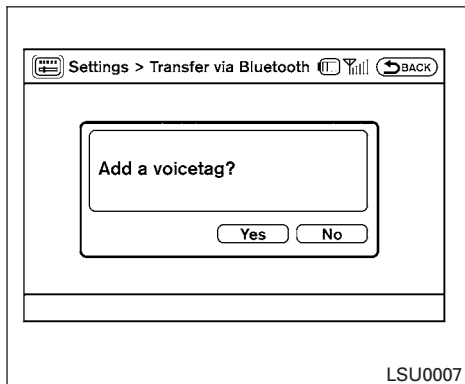 Settings > Transfer via Bluetooth BACK
Add a voicetag?
Yes No
LSU0007